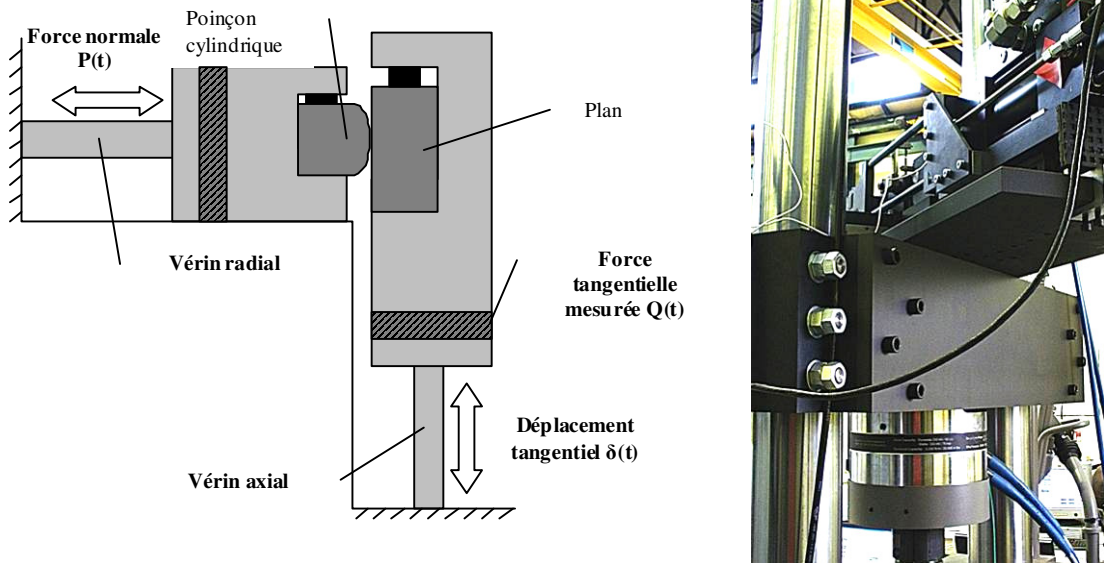 Force normale
P(t)
Poinçon
cylindrique
Plan
Vérin radial
Force
tangentielle
mesurée Q(t)
Déplacement
tangentiel δ(t)
Vérin axial